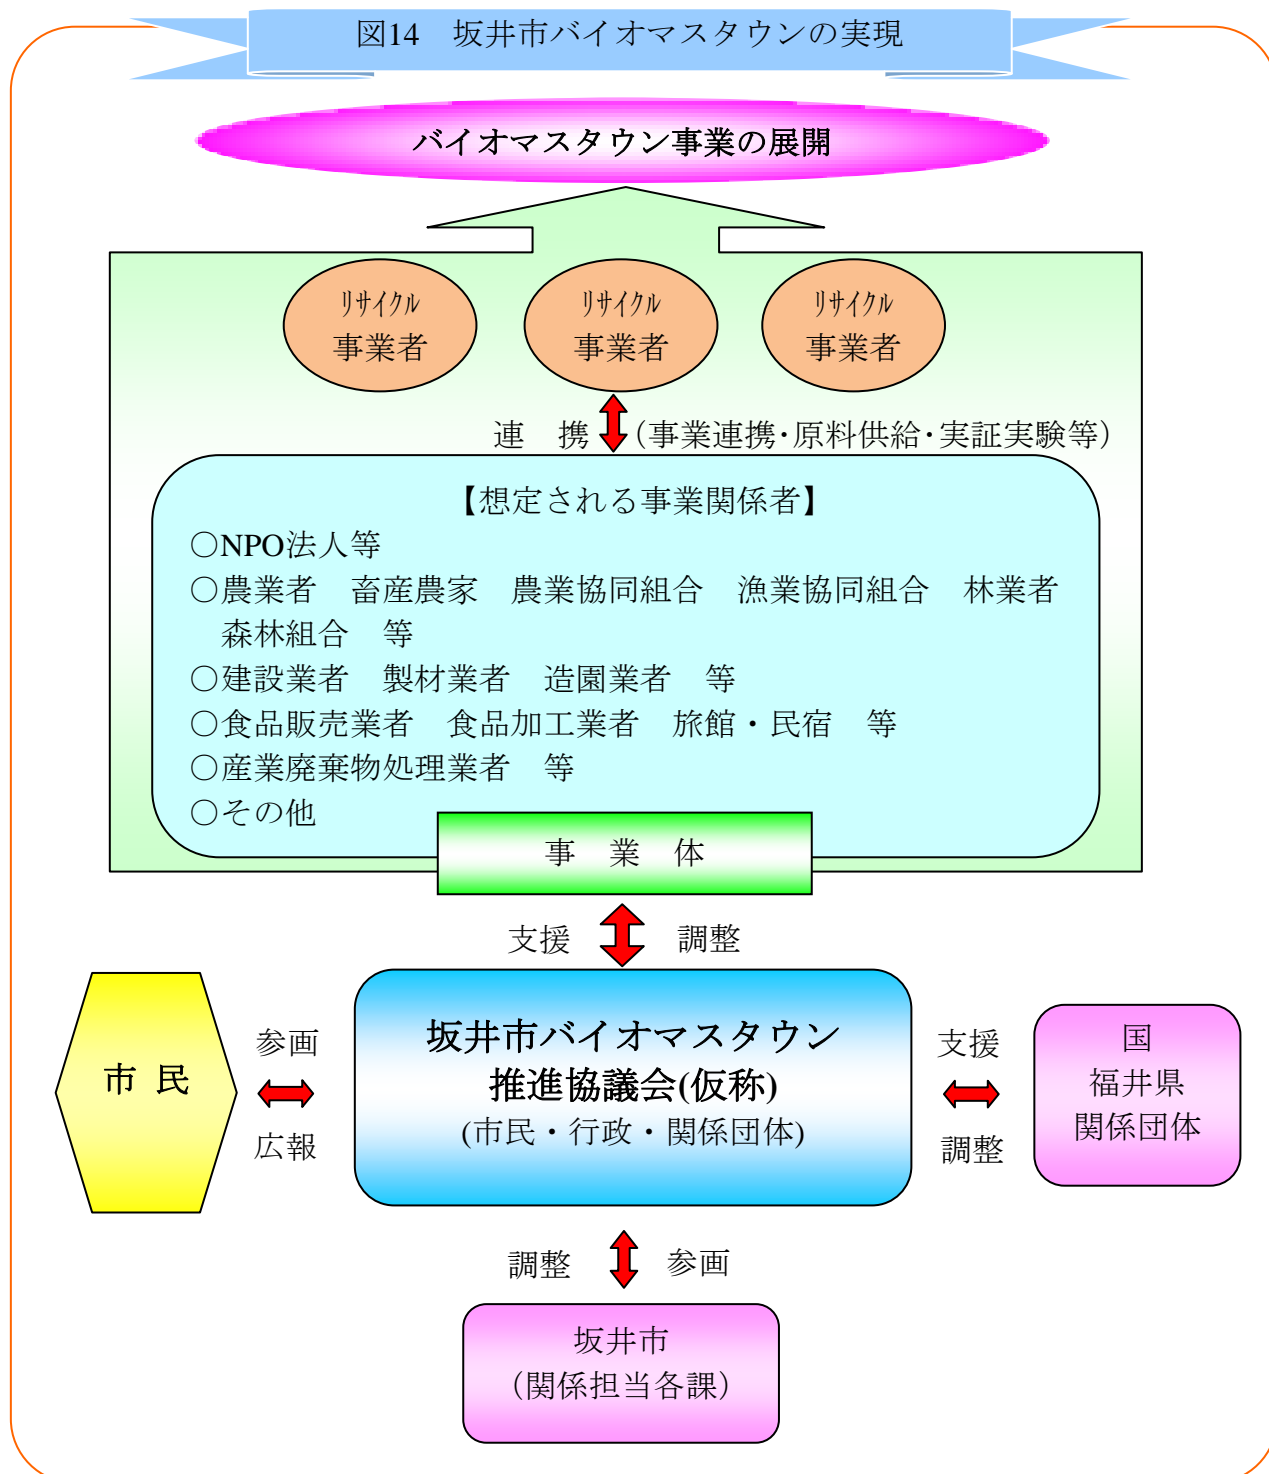 図14　坂井市バイオマスタウンの実現
バイオマスタウン事業の展開
ﾘｻｲｸﾙ
事業者
ﾘｻｲｸﾙ
事業者
ﾘｻｲｸﾙ
事業者
連　携 （事業連携･原料供給･実証実験等）
【想定される事業関係者】
○NPO法人等
○農業者　畜産農家　農業協同組合　漁業協同組合　林業者
森林組合　等
○建設業者　製材業者　造園業者　等
○食品販売業者　食品加工業者　旅館・民宿　等
○産業廃棄物処理業者　等
○その他
事　業　体
支援　調整
市 民
参画
広報
坂井市バイオマスタウン
推進協議会(仮称)
(市民・行政・関係団体)
支援
調整
国
福井県
関係団体
調整　参画
坂井市
（関係担当各課）